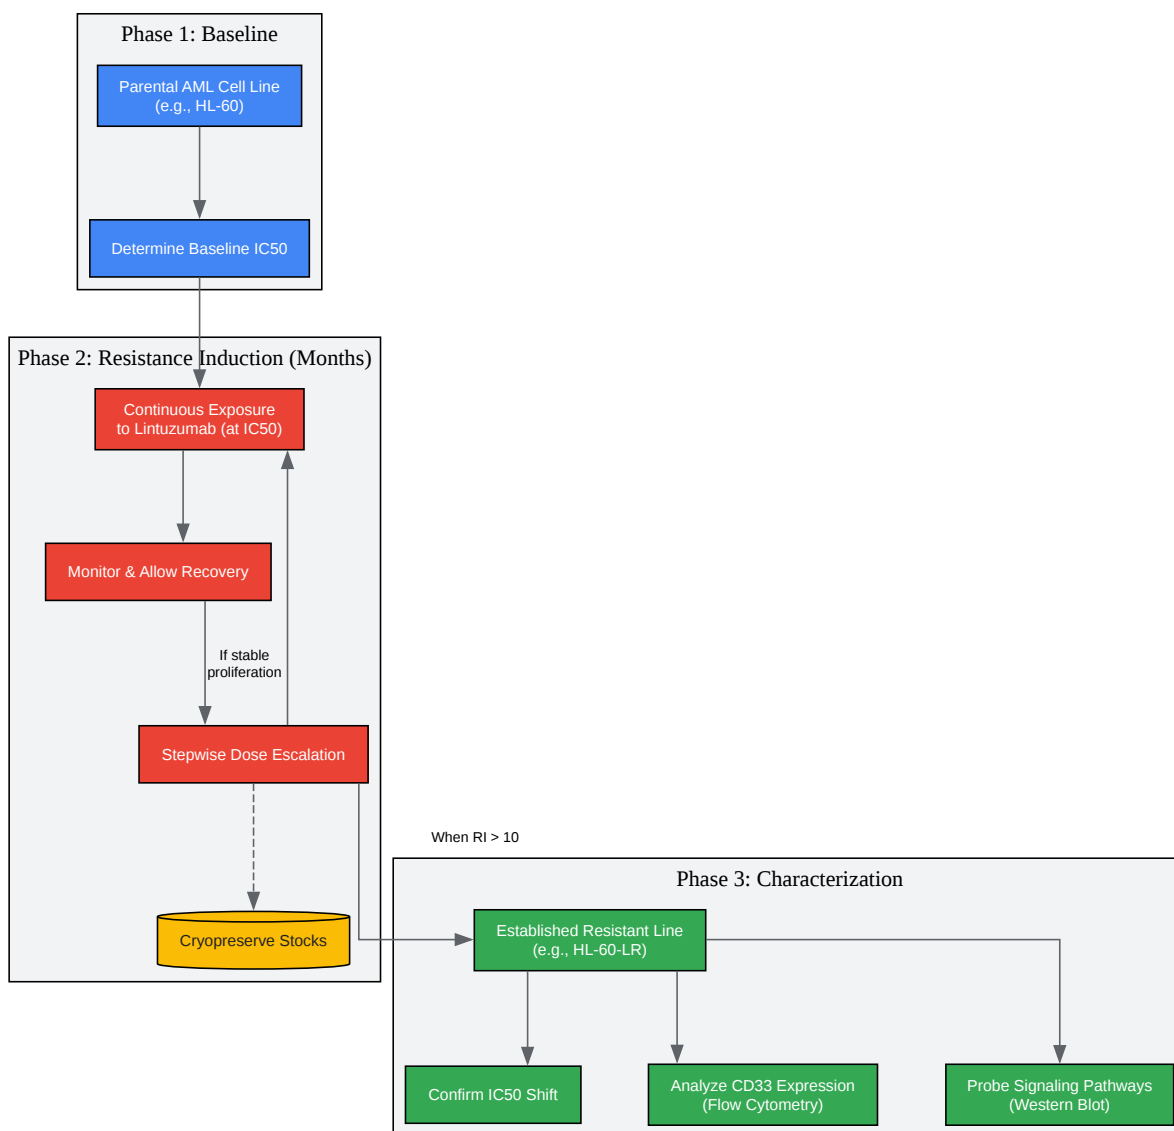 Phase 1: Baseline
Parental AML Cell Line
(e.g., HL-60)
Determine Baseline IC50
Phase 2: Resistance Induction (Months)
Continuous Exposure
to Lintuzumab (at IC50)
Monitor & Allow Recovery
If stable
proliferation
Stepwise Dose Escalation
Cryopreserve Stocks
When RI > 10
Phase 3: Characterization
Established Resistant Line
(e.g., HL-60-LR)
Confirm IC50 Shift
Analyze CD33 Expression
(Flow Cytometry)
Probe Signaling Pathways
(Western Blot)